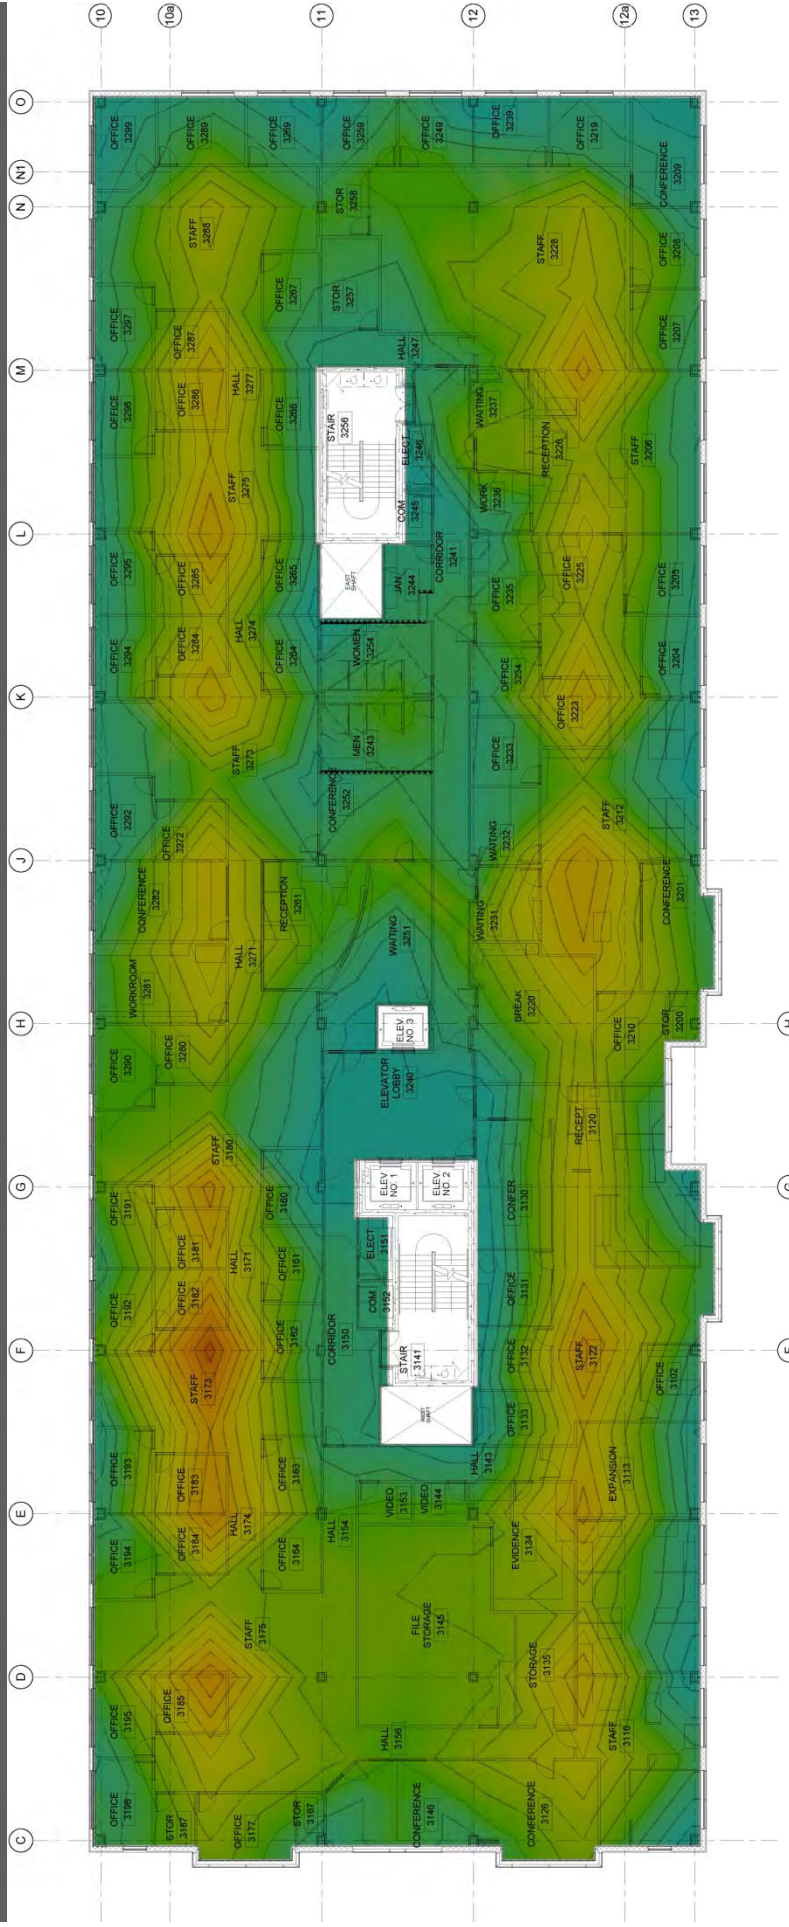 10
10a
11
12
12a
13
O
N1
N
M
L
K
J
H
G
F
E
D
C
H
OFFICE
3299
OFFICE
3289
OFFICE
3269
OFFICE
3259
OFFICE
3249
OFFICE
3239
OFFICE
3219
CONFERENCE
3209
STAFF
3288
STOR
3258
STAFF
3228
OFFICE
3208
OFFICE
3297
OFFICE
3287
OFFICE
3267
STOR
3257
HALL
3247
OFFICE
3207
OFFICE
3296
OFFICE
3286
HALL
3277
OFFICE
3266
STAIR
3256
ELECT
3246
WAITING
3237
RECEPTION
3226
STAFF
3206
STAFF
3275
COM
3245
WORK
3236
OFFICE
3295
OFFICE
3285
OFFICE
3265
EAST
SHAFT
JAN
3244
CORRIDOR
3241
OFFICE
3235
OFFICE
3225
OFFICE
3205
OFFICE
3294
OFFICE
3284
HALL
3274
OFFICE
3264
WOMEN
3254
OFFICE
3234
OFFICE
3223
OFFICE
3204
STAFF
3273
MEN
3243
OFFICE
3233
OFFICE
3292
OFFICE
3272
CONFERENCE
3252
WAITING
3232
STAFF
3212
CONFERENCE
3282
RECEPTION
3261
WAITING
3251
WAITING
3231
CONFERENCE
3201
WORKROOM
3281
HALL
3271
BREAK
3220
STOR
3200
OFFICE
3290
OFFICE
3280
ELEV.
NO. 3
OFFICE
3210
ELEVATOR
LOBBY
3240
STAFF
3180
RECEPT
3120
OFFICE
3191
OFFICE
3181
OFFICE
3160
ELEV.
NO. 1
ELEV.
NO. 2
CONFER
3130
HALL
3171
OFFICE
3161
ELECT
3151
OFFICE
3192
OFFICE
3182
OFFICE
3162
COM
3152
OFFICE
3131
CORRIDOR
3150
STAIR
3141
OFFICE
3132
STAFF
3122
OFFICE
3102
STAFF
3173
WEST
SHAFT
OFFICE
3133
OFFICE
3193
OFFICE
3183
OFFICE
3163
HALL
3143
EXPANSION
3113
VIDEO
3153
VIDEO
3144
OFFICE
3194
OFFICE
3184
HALL
3174
OFFICE
3164
HALL
3154
EVIDENCE
3134
STAFF
3175
FILE
STORAGE
3145
OFFICE
3195
OFFICE
3185
STORAGE
3135
HALL
3156
STAFF
3116
OFFICE
3196
STOR
3187
OFFICE
3177
STOR
3167
CONFERENCE
3146
CONFERENCE
3126